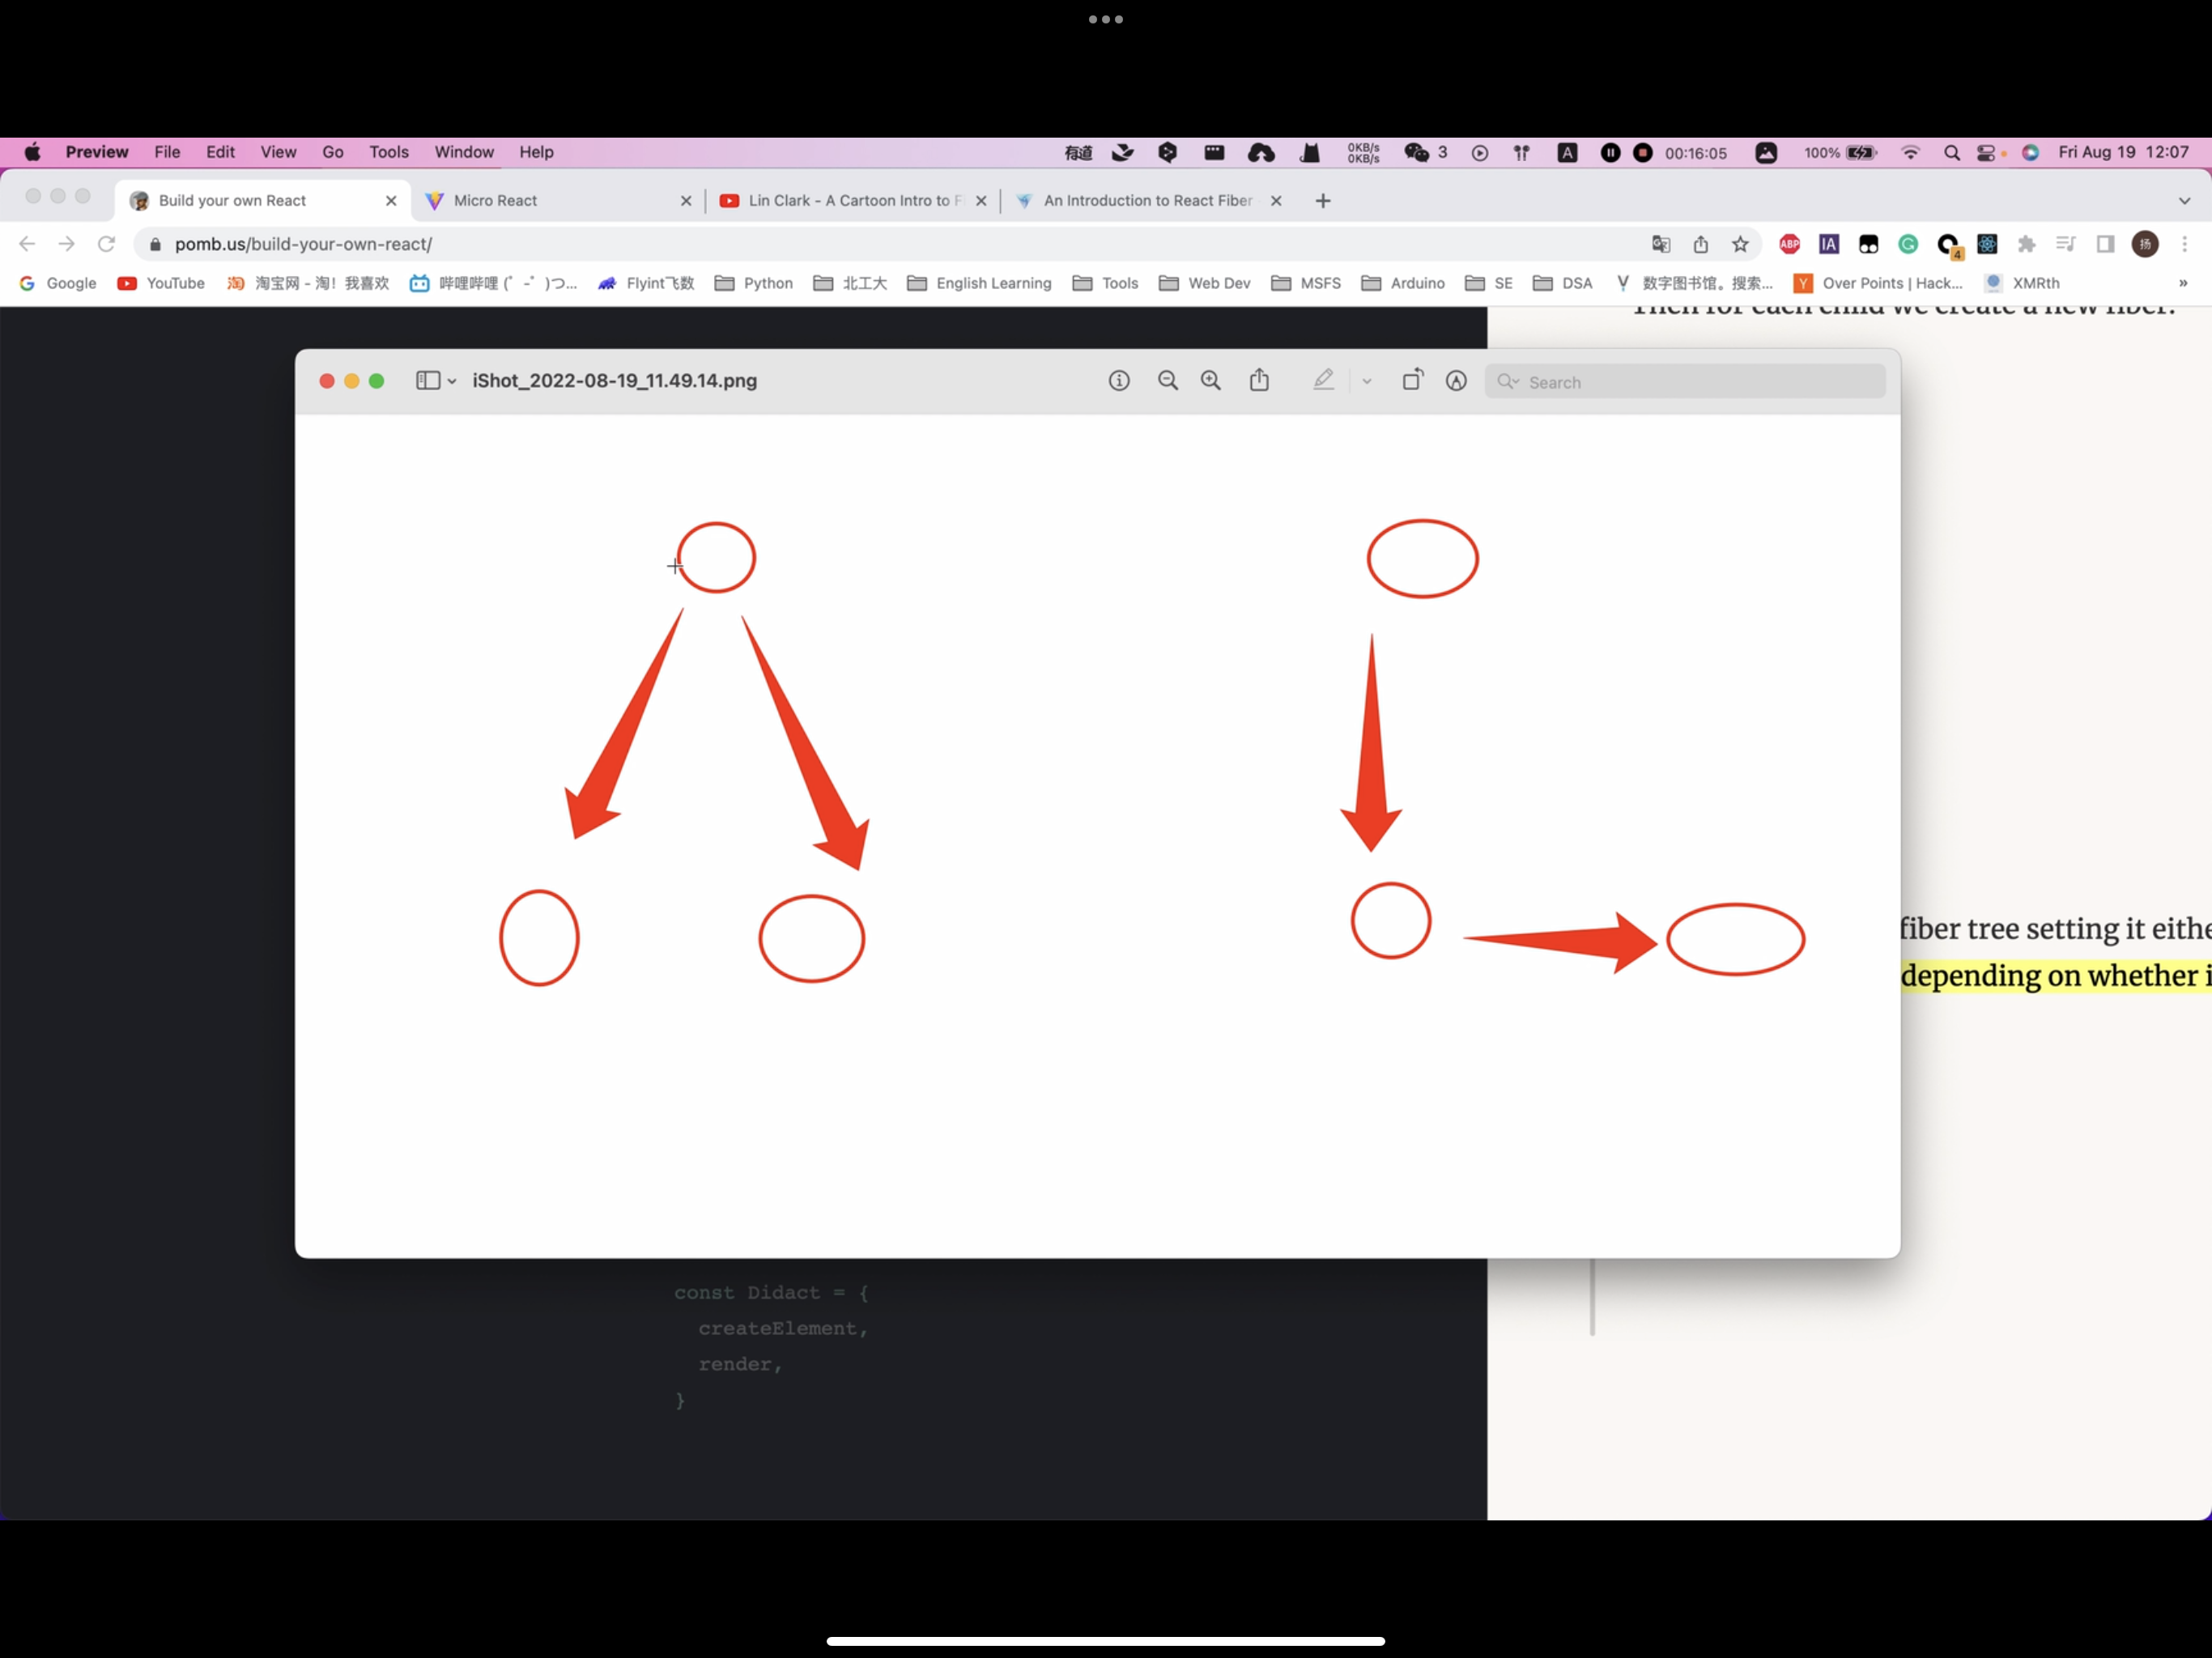 Preview File Edit View Go Tools Window Help 有道 0KB/s 0KB/s 3 A 00:16:05 100% Fri Aug 19 12:07
Build your own React Micro React Lin Clark - A Cartoon Intro to F An Introduction to React Fiber
pomb.us/build-your-own-react/ ABP IA 4 扬
Google YouTube 淘 淘宝网 - 淘！我喜欢 哔哩哔哩 (゜-゜)つ... Flyint飞数 Python 北工大 English Learning Tools Web Dev MSFS Arduino SE DSA 数字图书馆。搜索... Y Over Points | Hack... XMRth »
Then for each child we create a new fiber.
iShot_2022-08-19_11.49.14.png Search
fiber tree setting it eithe
depending on whether i
const Didact = {
createElement,
render,
}